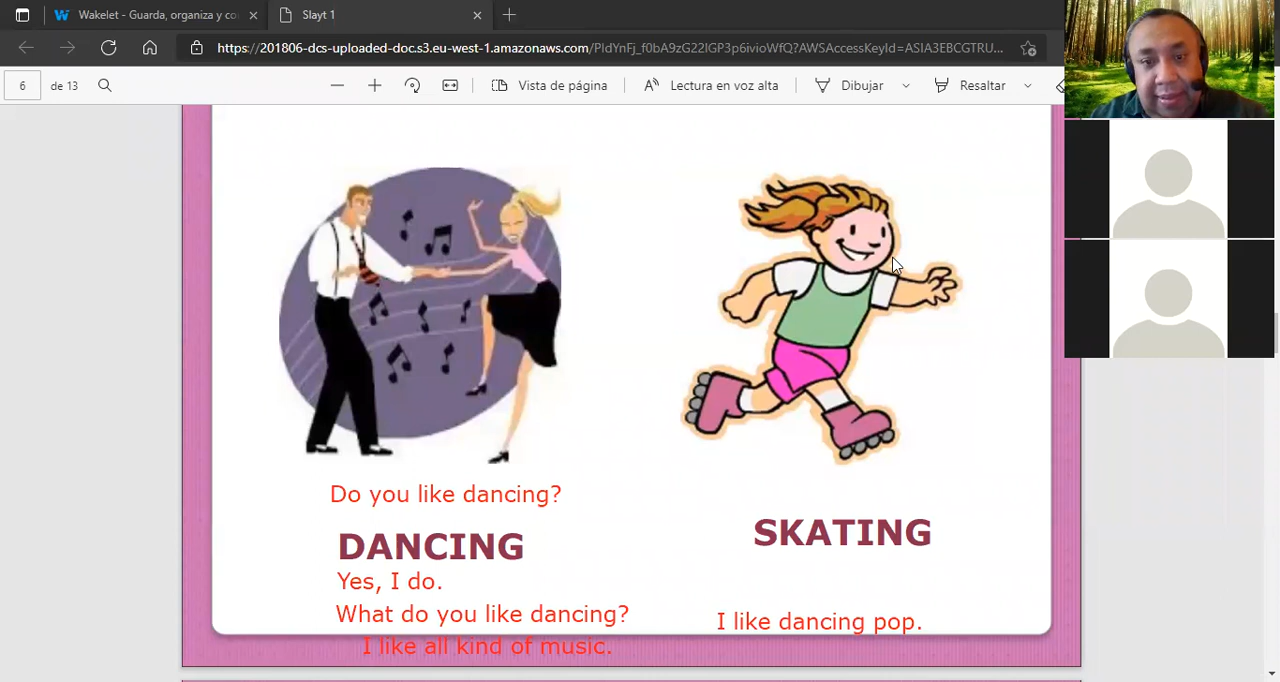 Wakelet - Guarda, organiza y co
Slayt 1
https://201806-dcs-uploaded-doc.s3.eu-west-1.amazonaws.com/PIdYnFj_f0bA9zG22IGP3p6ivioWfQ?AWSAccessKeyId=ASIA3EBCGTRU...
6 de 13
Vista de página
Lectura en voz alta
Dibujar
Resaltar
Do you like dancing?
DANCING
Yes, I do.
What do you like dancing?
I like all kind of music.
SKATING
I like dancing pop.